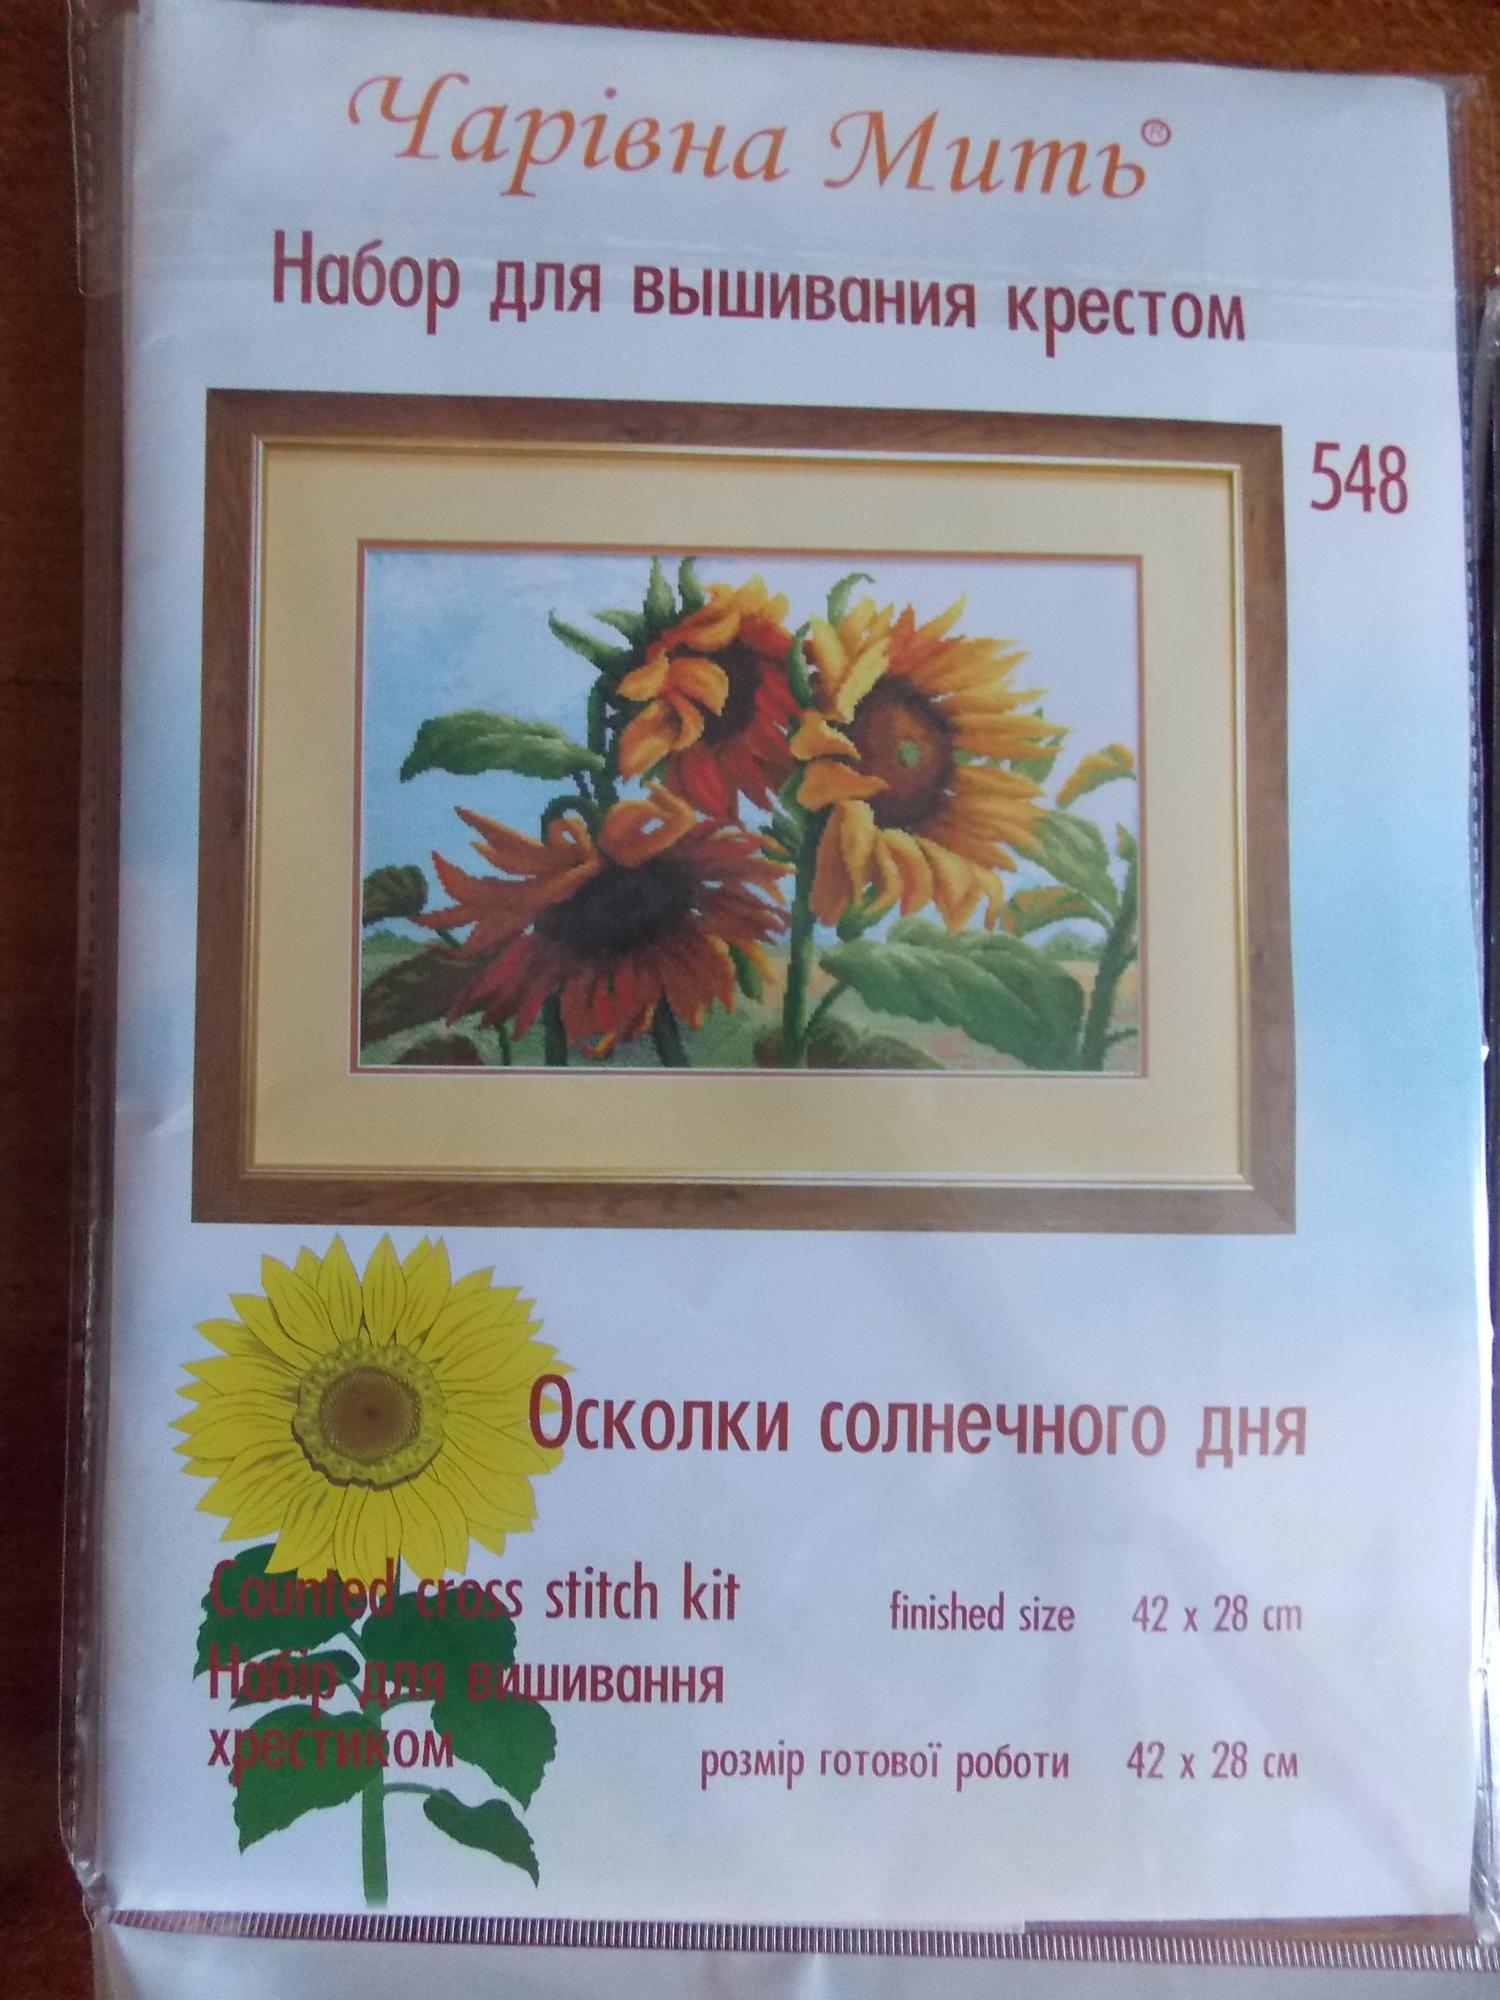 Чарівна Мить®
Набор для вышивания крестом
548
Осколки солнечного дня
Counted cross stitch kit
finished size 42 x 28 cm
Набір для вишивання
хрестиком
розмір готової роботи 42 х 28 см